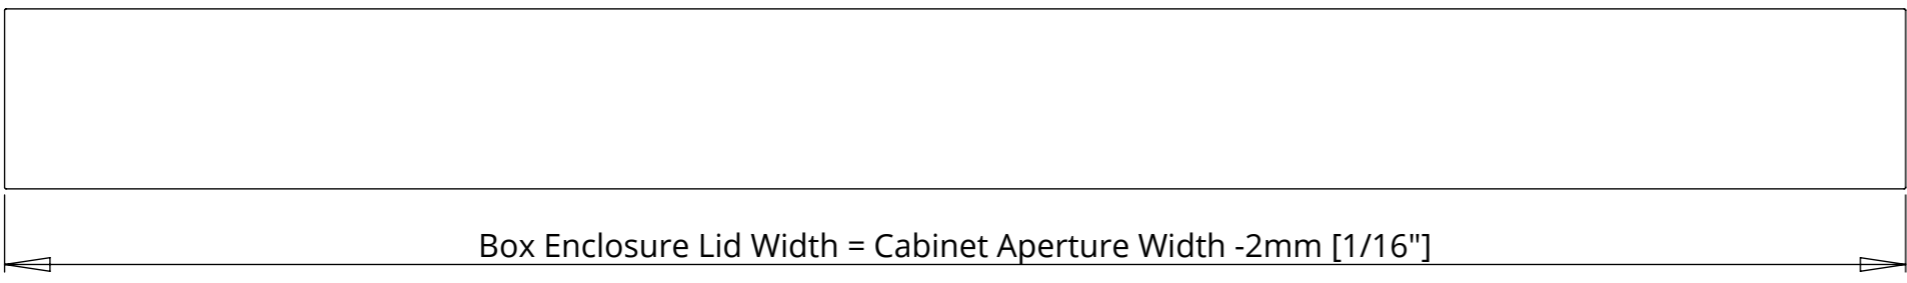 Box Enclosure Lid Width = Cabinet Aperture Width -2mm [1/16"]